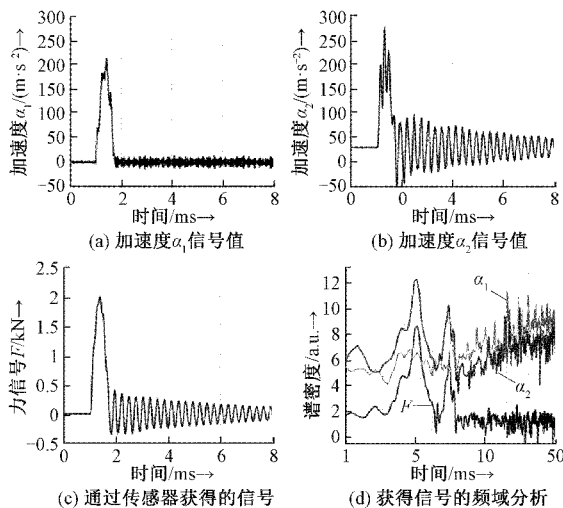 加速度α₁/(m·s⁻²)→
300
250
200
150
100
50
0
−50
0 2 4 6 8
时间/ms→
(a) 加速度α₁信号值
加速度α₂/(m·s⁻²)→
300
250
200
150
100
50
0
−50
0 2 0 4 6 8
时间/ms→
(b) 加速度α₂信号值
力信号F/kN→
2.5
2
1.5
1
0.5
0
−0.5
0 2 4 6 8
时间/ms→
(c) 通过传感器获得的信号
谱密度/a.u.→
12
10
8
6
4
2
0
α₁
α₂
F
1 5 10 50
时间/ms→
(d) 获得信号的频域分析